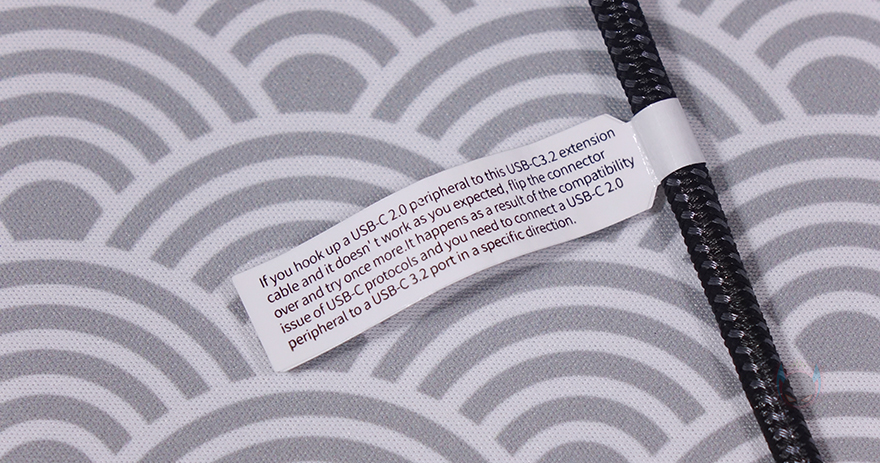 If you hook up a USB-C 2.0 peripheral to this USB-C3.2 extension
cable and it doesn' t work as you expected, flip the connector
over and try once more.It happens as a result of the compatibility
issue of USB-C protocols and you need to connect a USB-C 2.0
peripheral to a USB-C 3.2 port in a specific direction.